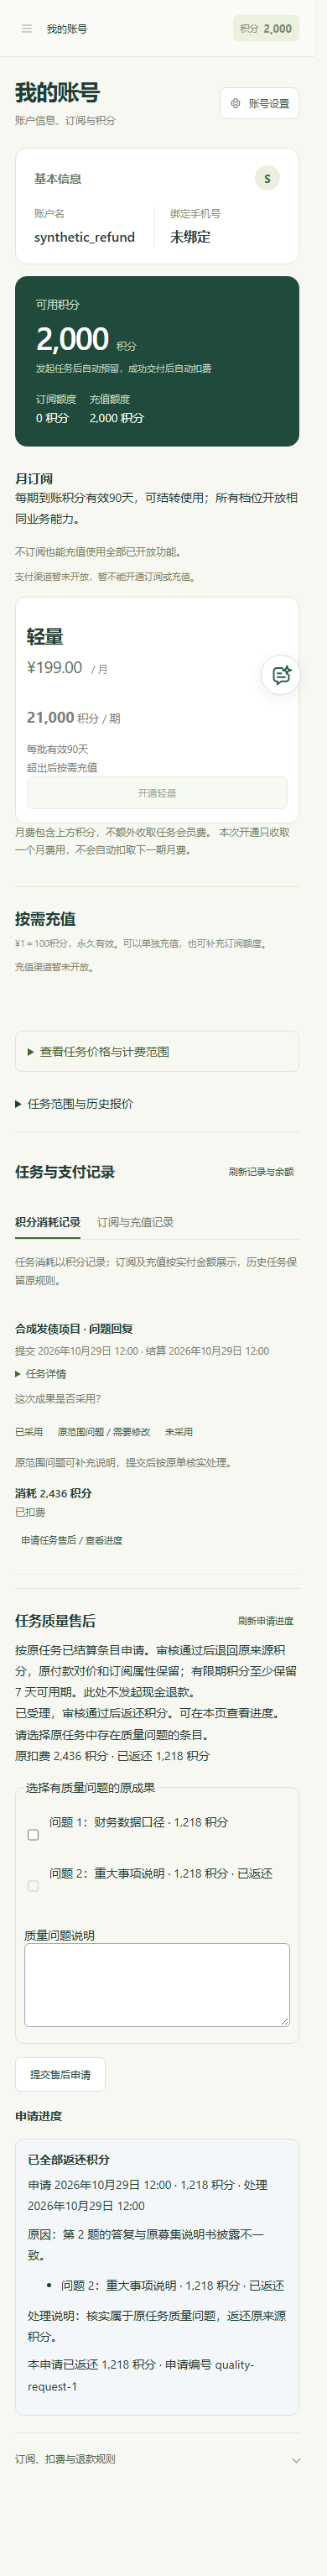 我的账号
积分 2,000
我的账号
账户信息、订阅与积分
账号设置
基本信息
S
账户名
绑定手机号
synthetic_refund
未绑定
可用积分
2,000 积分
发起任务后自动预留，成功交付后自动扣费
订阅额度
充值额度
0 积分
2,000 积分
月订阅
每期到账积分有效90天，可结转使用；所有档位开放相
同业务能力。
不订阅也能充值使用全部已开放功能。
支付渠道暂未开放，暂不能开通订阅或充值。
轻量
¥199.00 / 月
21,000 积分 / 期
每批有效90天
超出后按需充值
开通轻量
月费包含上方积分，不额外收取任务会员费。 本次开通只收取
一个月费用，不会自动扣取下一期月费。
按需充值
¥1＝100积分，永久有效。可以单独充值，也可补充订阅额度。
充值渠道暂未开放。
查看任务价格与计费范围
任务范围与历史报价
任务与支付记录
刷新记录与余额
积分消耗记录
订阅与充值记录
任务消耗以积分记录；订阅及充值按实付金额展示，历史任务保
留原规则。
合成发债项目 · 问题回复
提交 2026年10月29日 12:00 · 结算 2026年10月29日 12:00
任务详情
这次成果是否采用？
已采用
原范围问题 / 需要修改
未采用
原范围问题可补充说明，提交后按原单核实处理。
消耗 2,436 积分
已扣费
申请任务售后 / 查看进度
任务质量售后
刷新申请进度
按原任务已结算条目申请。审核通过后退回原来源积
分，原付款对价和订阅属性保留；有限期积分至少保留
7 天可用期。此处不发起现金退款。
已受理，审核通过后返还积分。可在本页查看进度。
请选择原任务中存在质量问题的条目。
原扣费 2,436 积分 · 已返还 1,218 积分
选择有质量问题的原成果
问题 1：财务数据口径 · 1,218 积分
问题 2：重大事项说明 · 1,218 积分 · 已返还
质量问题说明
提交售后申请
申请进度
已全部返还积分
申请 2026年10月29日 12:00 · 1,218 积分 · 处理
2026年10月29日 12:00
原因：第 2 题的答复与原募集说明书披露不一
致。
问题 2：重大事项说明 · 1,218 积分 · 已返还
处理说明：核实属于原任务质量问题，返还原来源
积分。
本申请已返还 1,218 积分 · 申请编号 quality-
request-1
订阅、扣费与退款规则